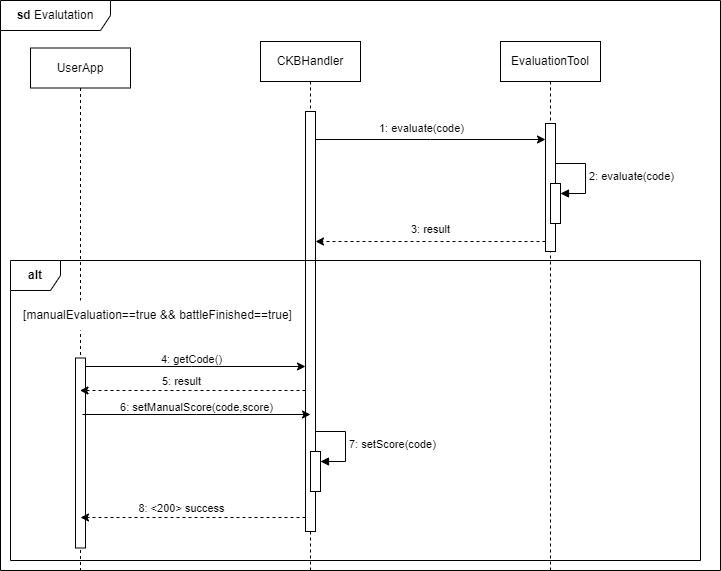 sd Evalutation
UserApp
CKBHandler
EvaluationTool
1: evaluate(code)
2: evaluate(code)
3: result
alt
[manualEvaluation==true && battleFinished==true]
4: getCode()
5: result
6: setManualScore(code,score)
7: setScore(code)
8: <200> success